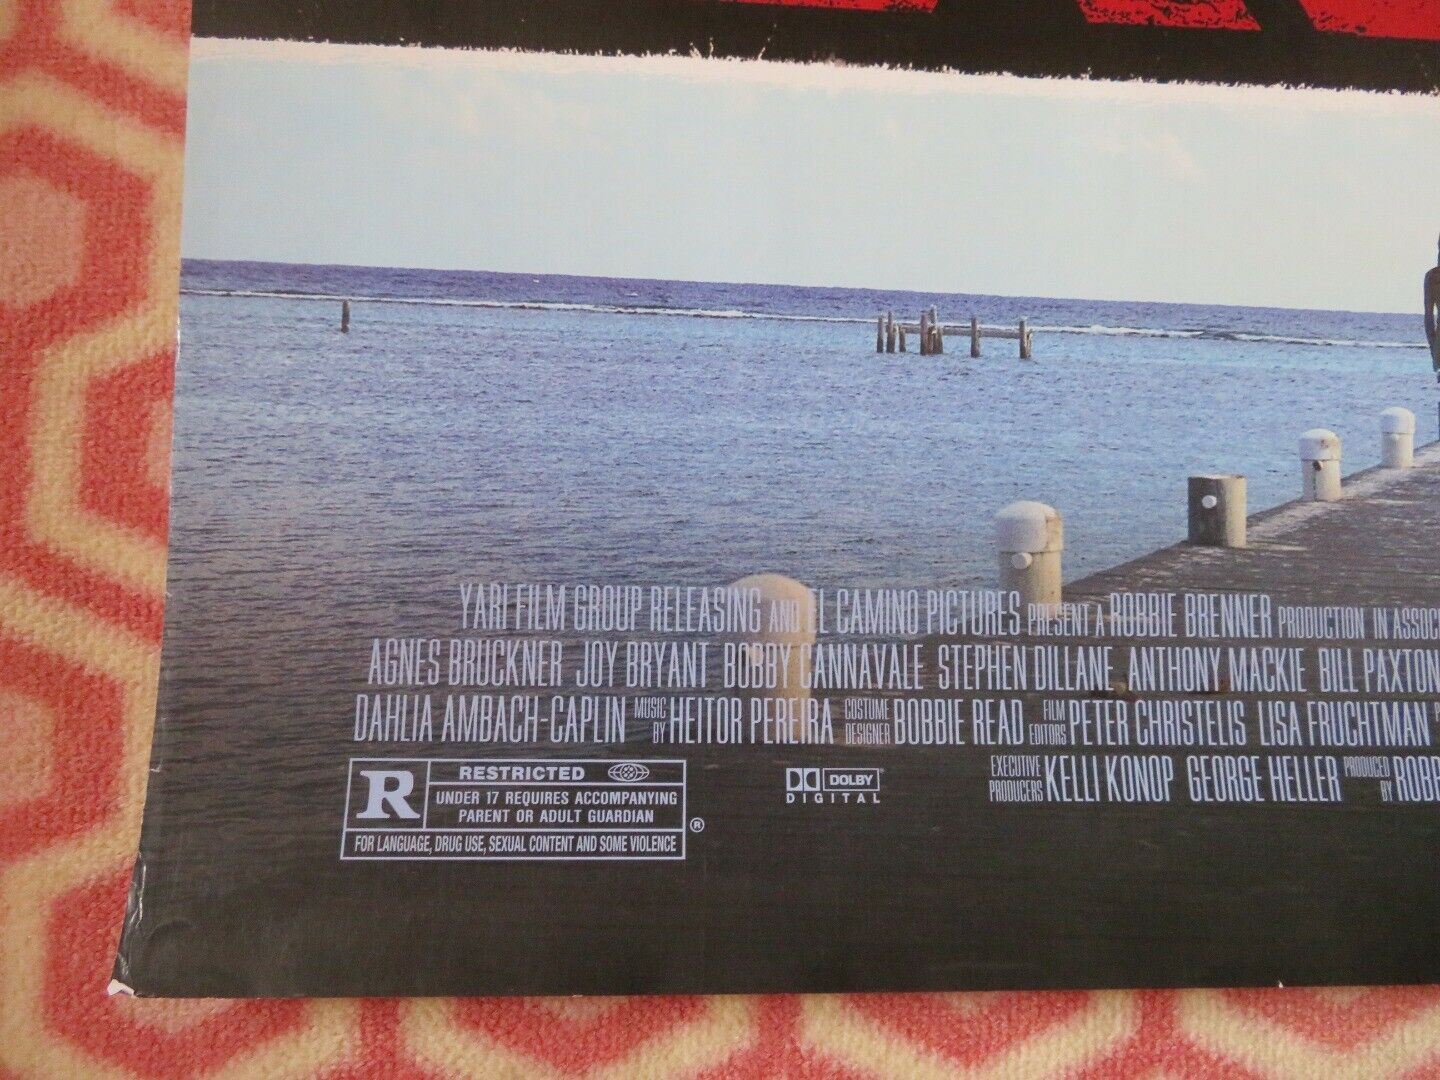 YARI FILM GROUP RELEASING AND EL CAMINO PICTURES PRESENT A ROBBIE BRENNER PRODUCTION IN ASSOC
AGNES BRUCKNER JOY BRYANT BOBBY CANNAVALE STEPHEN DILLANE ANTHONY MACKIE BILL PAXTON
DAHLIA AMBACH-CAPLIN MUSIC BY HEITOR PEREIRA COSTUME DESIGNER BOBBIE READ FILM EDITORS PETER CHRISTELIS LISA FRUCHTMAN P
EXECUTIVE PRODUCERS KELLI KONOP GEORGE HELLER PRODUCED BY ROBB
R RESTRICTED
UNDER 17 REQUIRES ACCOMPANYING
PARENT OR ADULT GUARDIAN
®
FOR LANGUAGE, DRUG USE, SEXUAL CONTENT AND SOME VIOLENCE
DOLBY
DIGITAL